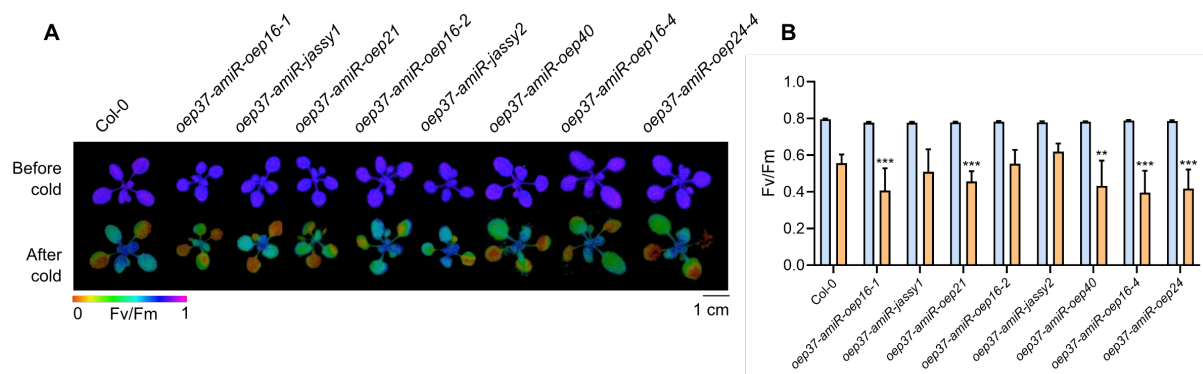 A
Col-0
oep37-amiR-oep16-1
oep37-amiR-jassy1
oep37-amiR-oep21
oep37-amiR-oep16-2
oep37-amiR-jassy2
oep37-amiR-oep40
oep37-amiR-oep16-4
oep37-amiR-oep24-4
Before
cold
After
cold
0 Fv/Fm 1
1 cm
B
Fv/Fm
1.0
0.8
0.6
0.4
0.2
0.0
***
***
**
***
***
Col-0
oep37-amiR-oep16-1
oep37-amiR-jassy1
oep37-amiR-oep21
oep37-amiR-oep16-2
oep37-amiR-jassy2
oep37-amiR-oep40
oep37-amiR-oep16-4
oep37-amiR-oep24